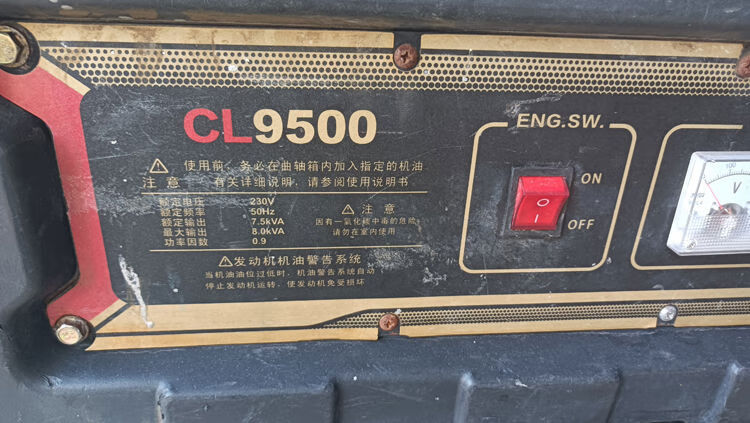 CL9500
⚠ 使用前、务必在曲轴箱内加入指定的机油
注 意 有关详细说明，请参阅使用说明书
额定电压 230V
额定频率 50Hz
额定输出 7.5kVA
最大输出 8.0kVA
功率因数 0.9
⚠ 注 意
因有一氧化碳中毒的危险
请勿在室内使用
⚠发动机机油警告系统
当机油油位过低时，机油警告系统自动
停止发动机运转，使发动机免受损坏
ENG.SW.
ON
OFF
100
V